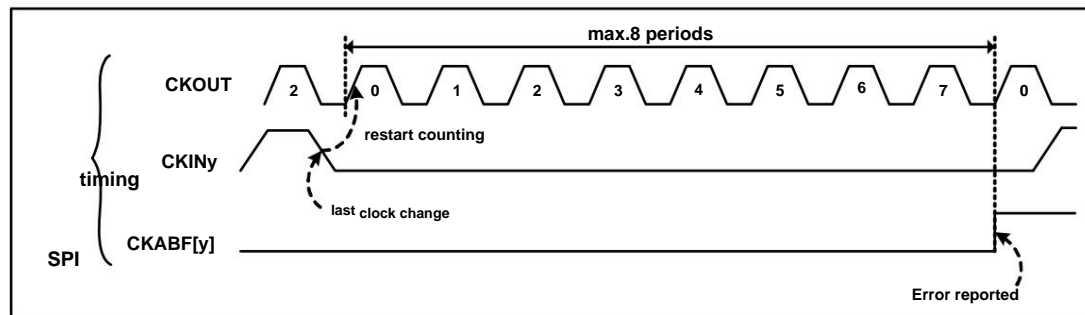 max.8 periods
CKOUT
2 0 1 2 3 4 5 6 7 0
restart counting
CKINy
timing
last clock change
CKABF[y]
SPI
Error reported